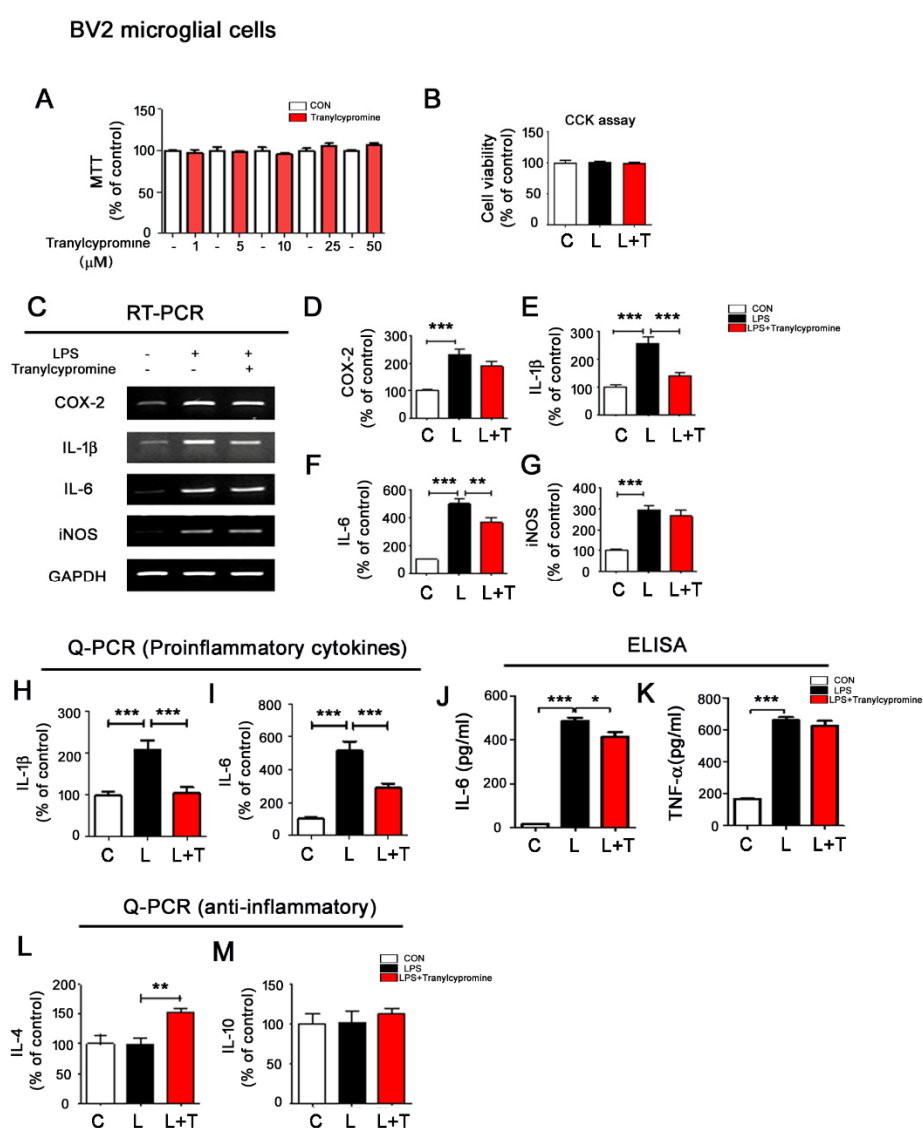 BV2 microglial cells
A
CON
Tranylcypromine
MTT
(% of control)
150
100
50
0
Tranylcypromine
(μM)
- 1 - 5 - 10 - 25 - 50
B
CCK assay
Cell viability
(% of control)
150
100
50
0
C L L+T
C
RT-PCR
LPS - + +
Tranylcypromine - - +
COX-2
IL-1β
IL-6
iNOS
GAPDH
D
COX-2
(% of control)
300
200
100
0
***
C L L+T
E
IL-1β
(% of control)
300
200
100
0
*** ***
C L L+T
CON
LPS
LPS+Tranylcypromine
F
IL-6
(% of control)
600
400
200
0
*** **
C L L+T
G
iNOS
(% of control)
400
300
200
100
0
***
C L L+T
Q-PCR (Proinflammatory cytokines)
H
IL-1β
(% of control)
300
200
100
0
*** ***
C L L+T
I
IL-6
(% of control)
800
600
400
200
0
*** ***
C L L+T
ELISA
J
IL-6 (pg/ml)
600
400
200
0
*** *
C L L+T
K
TNF-α(pg/ml)
800
600
400
200
0
***
C L L+T
CON
LPS
LPS+Tranylcypromine
Q-PCR (anti-inflammatory)
L
IL-4
(% of control)
200
150
100
50
0
**
C L L+T
M
IL-10
(% of control)
150
100
50
0
C L L+T
CON
LPS
LPS+Tranylcypromine